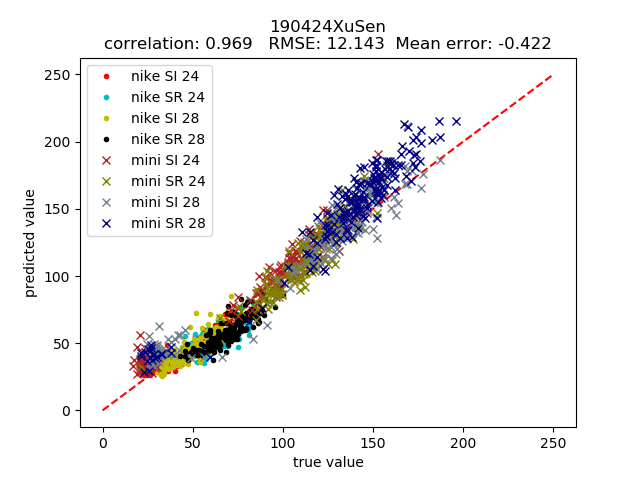 190424XuSen
correlation: 0.969 RMSE: 12.143 Mean error: -0.422
250
200
150
100
50
0
predicted value
nike SI 24
nike SR 24
nike SI 28
nike SR 28
mini SI 24
mini SR 24
mini SI 28
mini SR 28
0 50 100 150 200 250
true value